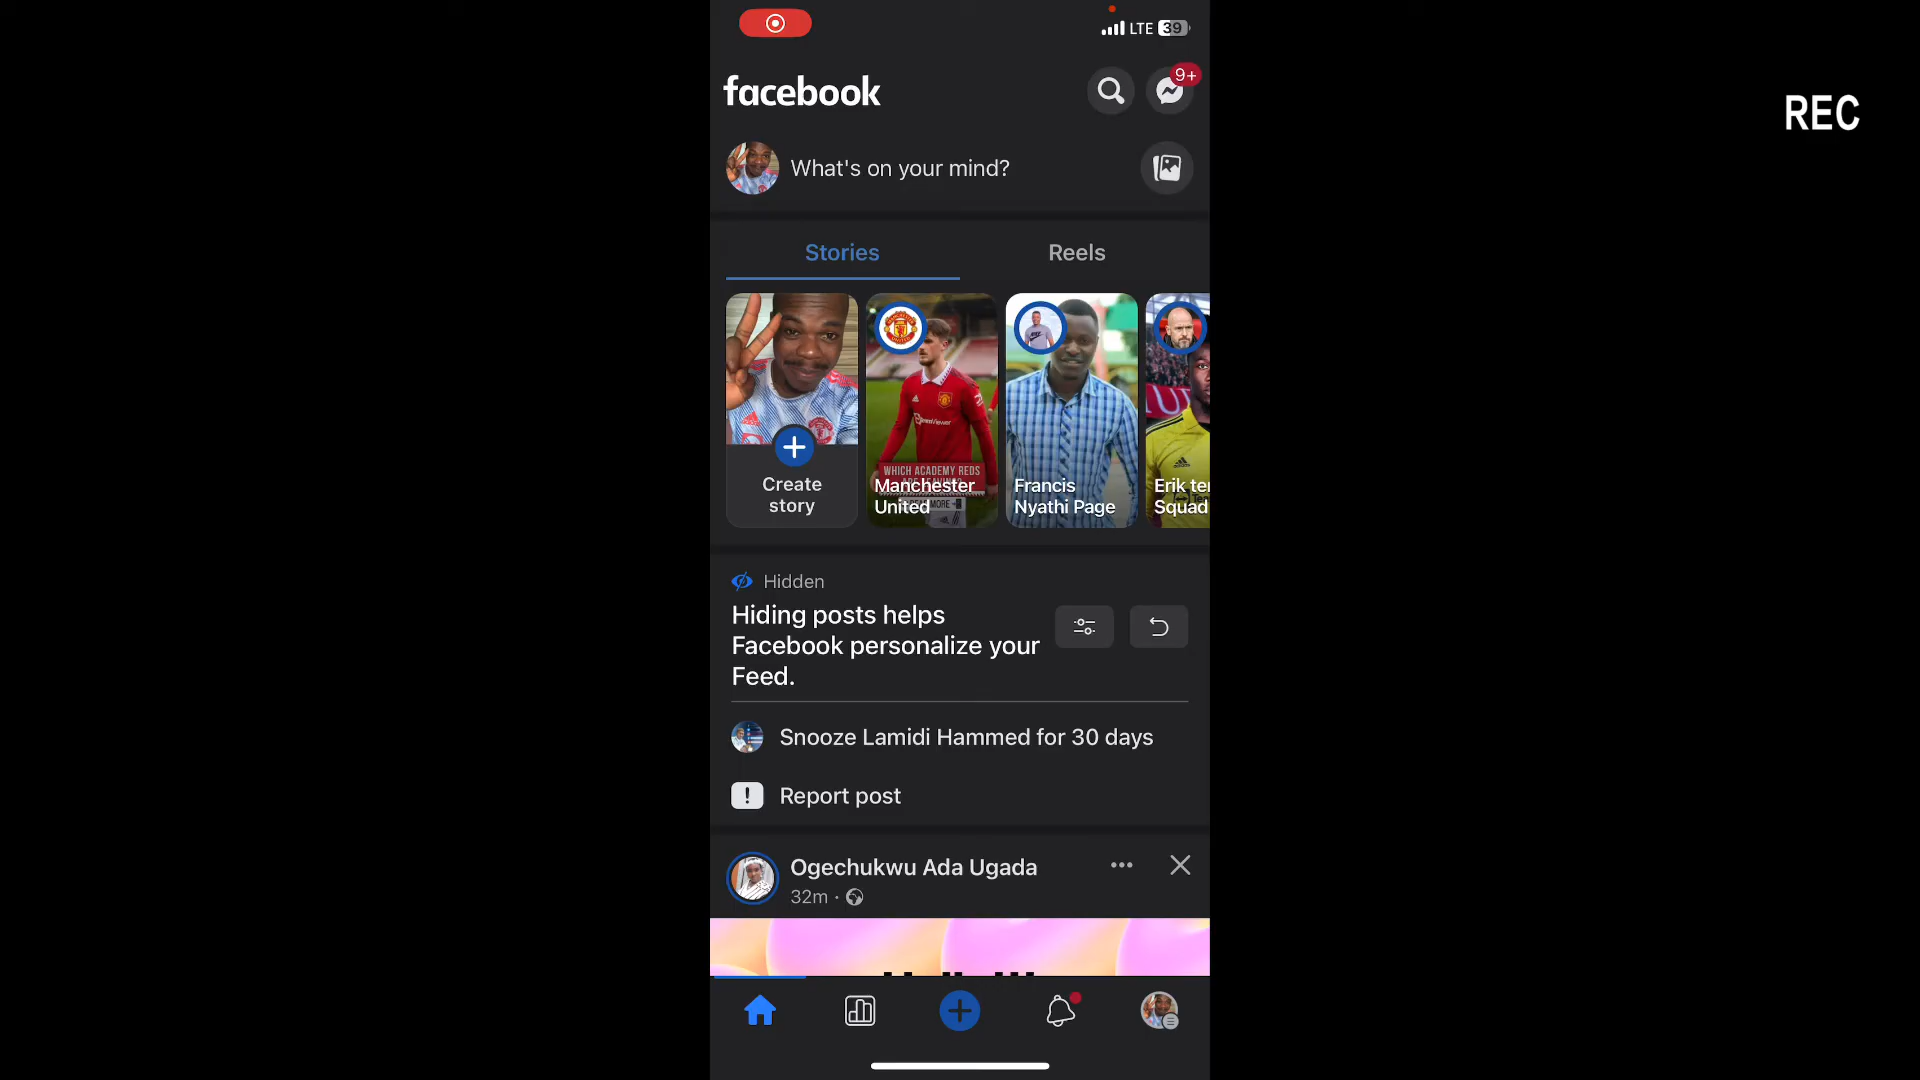 LTE 39
REC
facebook
9+
What's on your mind?
Stories
Reels
WHICH ACADEMY REDS
Create
story
Manchester
United
Francis
Nyathi Page
Erik te
Squad
Hidden
Hiding posts helps
Facebook personalize your
Feed.
Snooze Lamidi Hammed for 30 days
Report post
Ogechukwu Ada Ugada
32m ·